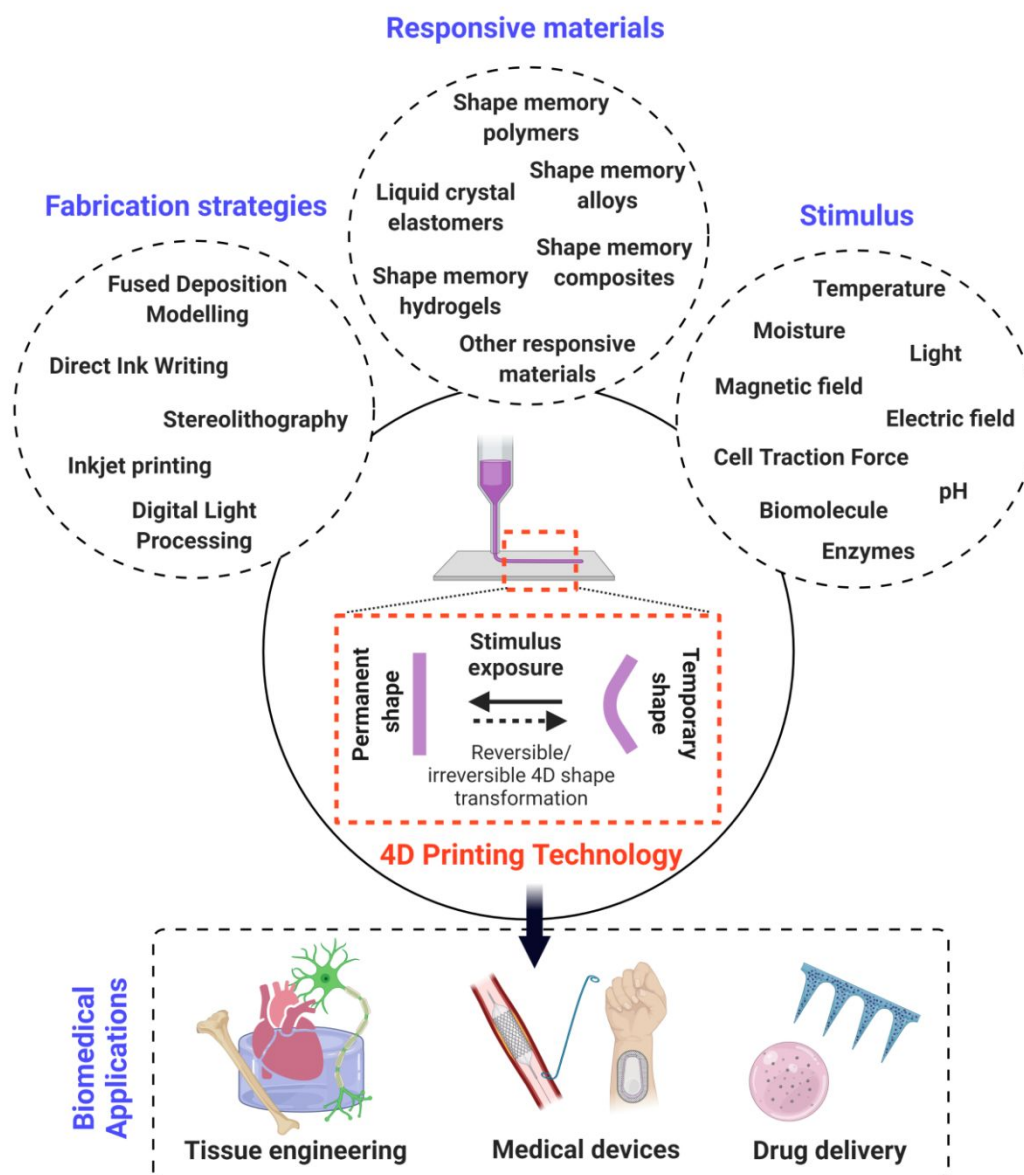 Responsive materials
Shape memory
polymers
Shape memory
alloys
Liquid crystal
elastomers
Shape memory
composites
Shape memory
hydrogels
Other responsive
materials
Fabrication strategies
Fused Deposition
Modelling
Direct Ink Writing
Stereolithography
Inkjet printing
Digital Light
Processing
Stimulus
Temperature
Moisture
Light
Magnetic field
Electric field
Cell Traction Force
pH
Biomolecule
Enzymes
Permanent
shape
Stimulus
exposure
Reversible/
irreversible 4D shape
transformation
Temporary
shape
4D Printing Technology
Biomedical
Applications
Tissue engineering
Medical devices
Drug delivery